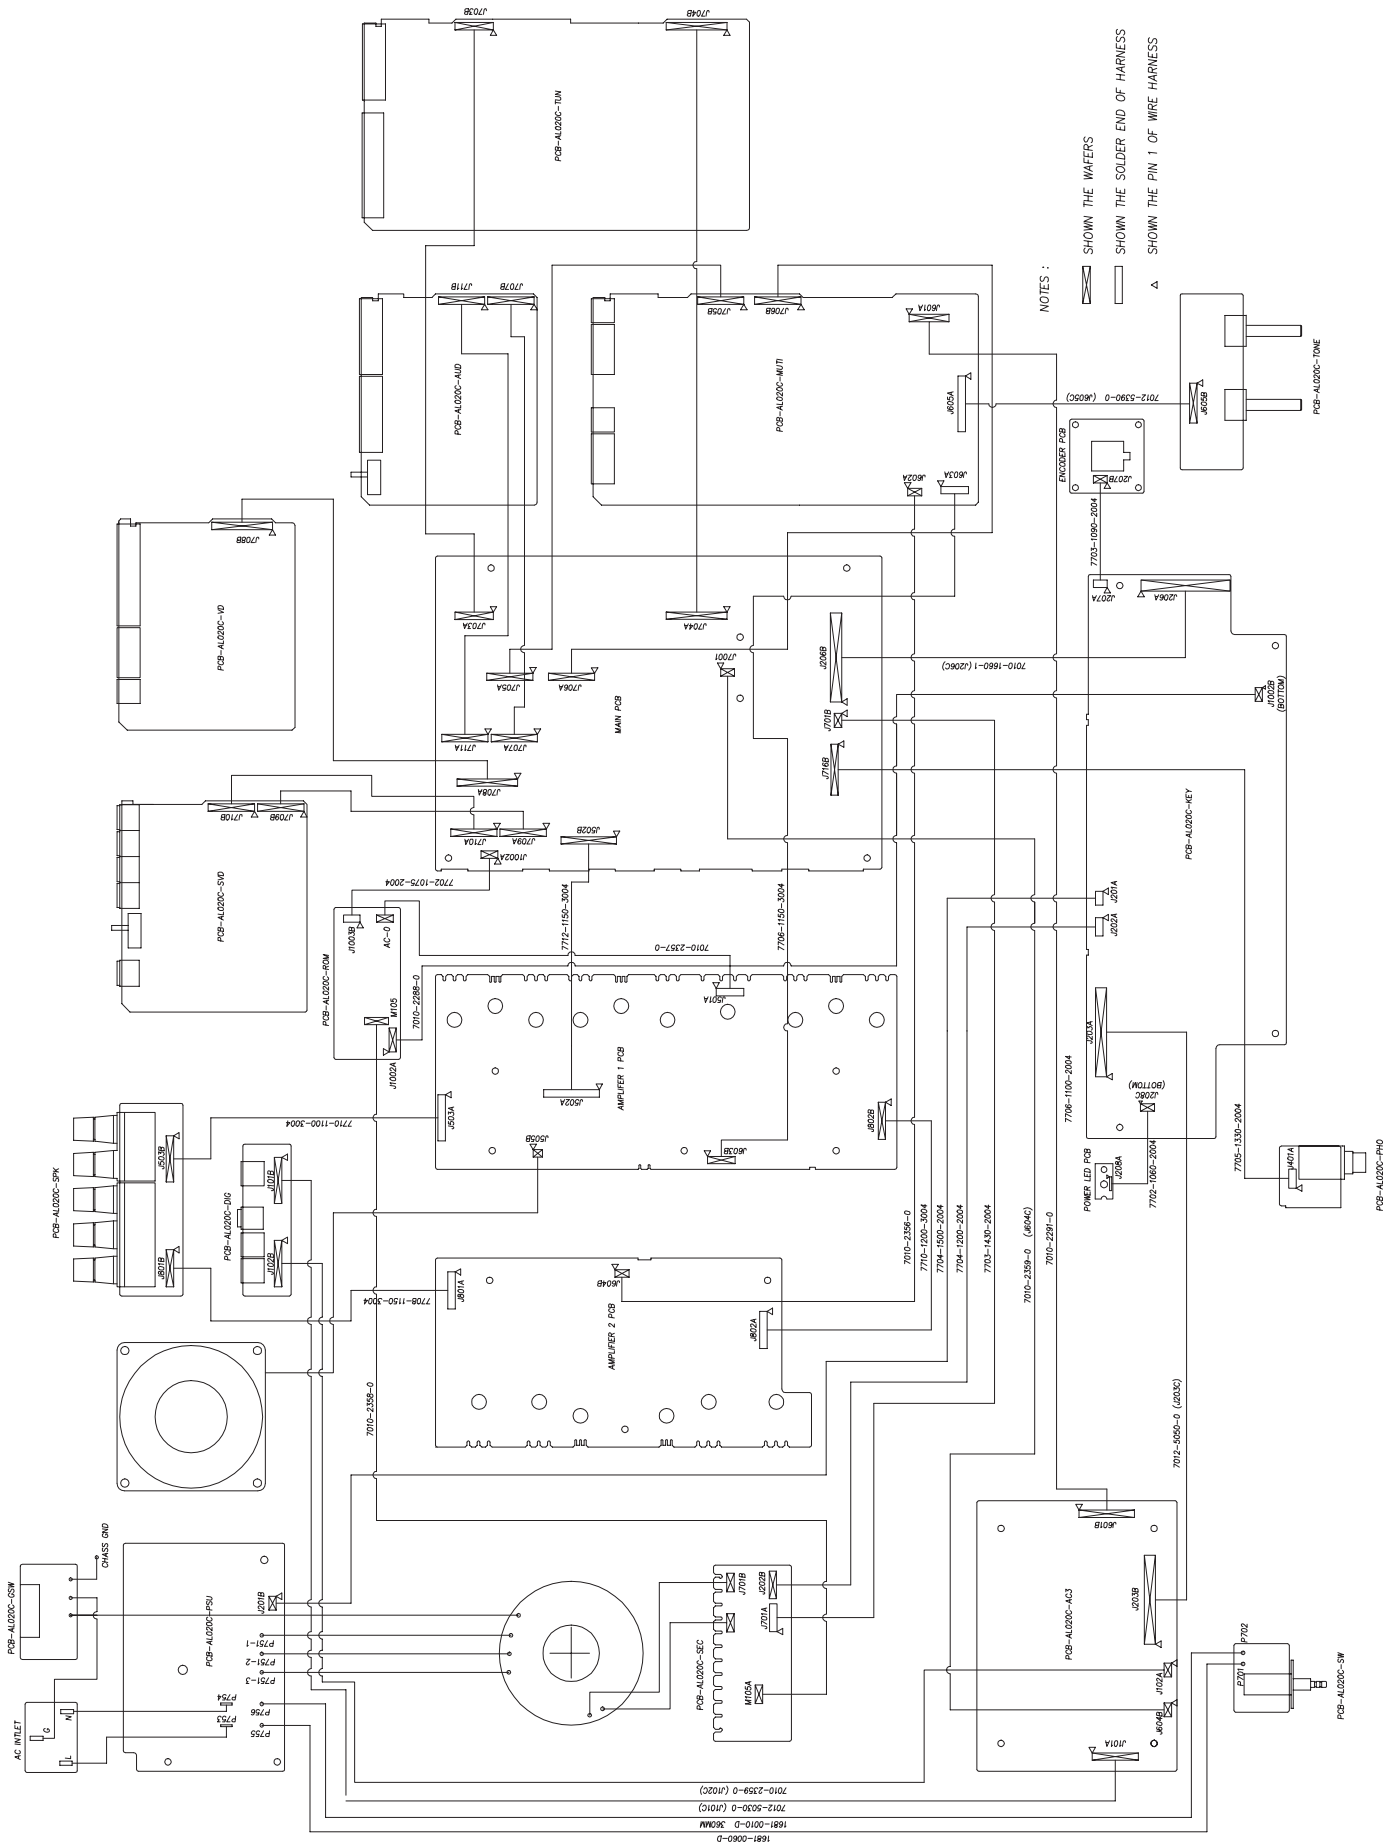 J703B
J704B
PCB-AL020C-TUN
NOTES :
SHOWN THE WAFERS
SHOWN THE SOLDER END OF HARNESS
SHOWN THE PIN 1 OF WIRE HARNESS
J711B
J707B
PCB-AL020C-AUD
J705B
J706B
PCB-AL020C-MUTI
J601A
J605A
J602A
J603A
7012-5390-0 (J605C)
J605B
PCB-AL020C-TONE
ENCODER PCB
J207B
7703-1090-2004
J708B
PCB-AL020C-VD
J703A
J704A
J705A
J706A
J7001
J711A
J707A
J708A
MAIN PCB
J206B
J701B
J716B
J710A
J709A
J502B
J1002A
7010-1660-1 (J206C)
J207A
J206A
J1002B
(BOTTOM)
PCB-AL020C-KEY
J201A
J202A
J203A
J208C
(BOTTOM)
J710B
J709B
PCB-AL020C-SVD
7702-1075-2004
J1003B
AC-O
PCB-AL020C-ROM
M105
J1002A
7010-2288-0
7712-1150-3004
7010-2357-0
7706-1150-3004
J501A
AMPLIFER 1 PCB
J502A
J503A
J505B
J603B
J802B
7710-1100-3004
PCB-AL020C-SPK
J503B
J801B
PCB-AL020C-DIG
J101B
J102B
7706-1100-2004
POWER LED PCB
J208A
7702-1060-2004
7705-1330-2004
J401A
PCB-AL020C-PHO
7708-1150-3004
J801A
J604B
J802A
AMPLIFIER 2 PCB
7010-2356-0
7710-1200-3004
7704-1500-2004
7704-1200-2004
7703-1430-2004
7010-2359-0 (J604C)
7010-2291-0
7010-2358-0
7012-5050-0 (J203C)
PCB-AL020C-GSW
CHASS GND
AC INTLET
L
G
N
PCB-AL020C-PSU
J201B
P751-1
P751-2
P751-3
P754
P753
P756
P755
PCB-AL020C-SEC
J701B
J202B
J701A
M105A
J601B
J203B
PCB-AL020C-AC3
J102A
J604B
J101A
P702
P701
PCB-AL020C-SW
7010-2359-0 (J102C)
7012-5030-0 (J101C)
1681-0010-D 360MM
1681-0060-D